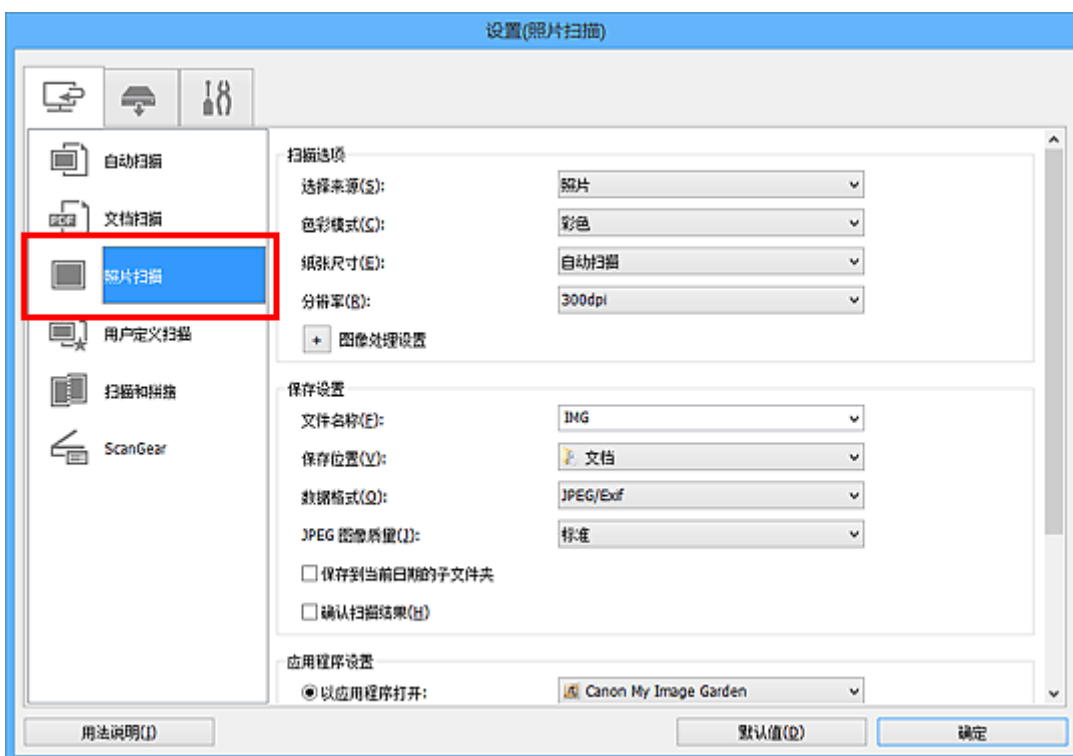 设置(照片扫描)
自动扫描
文档扫描
照片扫描
用户定义扫描
扫描和拼接
ScanGear
扫描选项
选择来源(S): 照片
色彩模式(C): 彩色
纸张尺寸(E): 自动扫描
分辨率(R): 300dpi
+ 图像处理设置
保存设置
文件名称(F): IMG
保存位置(V): 文档
数据格式(O): JPEG/Exif
JPEG 图像质量(J): 标准
保存到当前日期的子文件夹
确认扫描结果(H)
应用程序设置
以应用程序打开: Canon My Image Garden
用法说明(I)
默认值(D)
确定